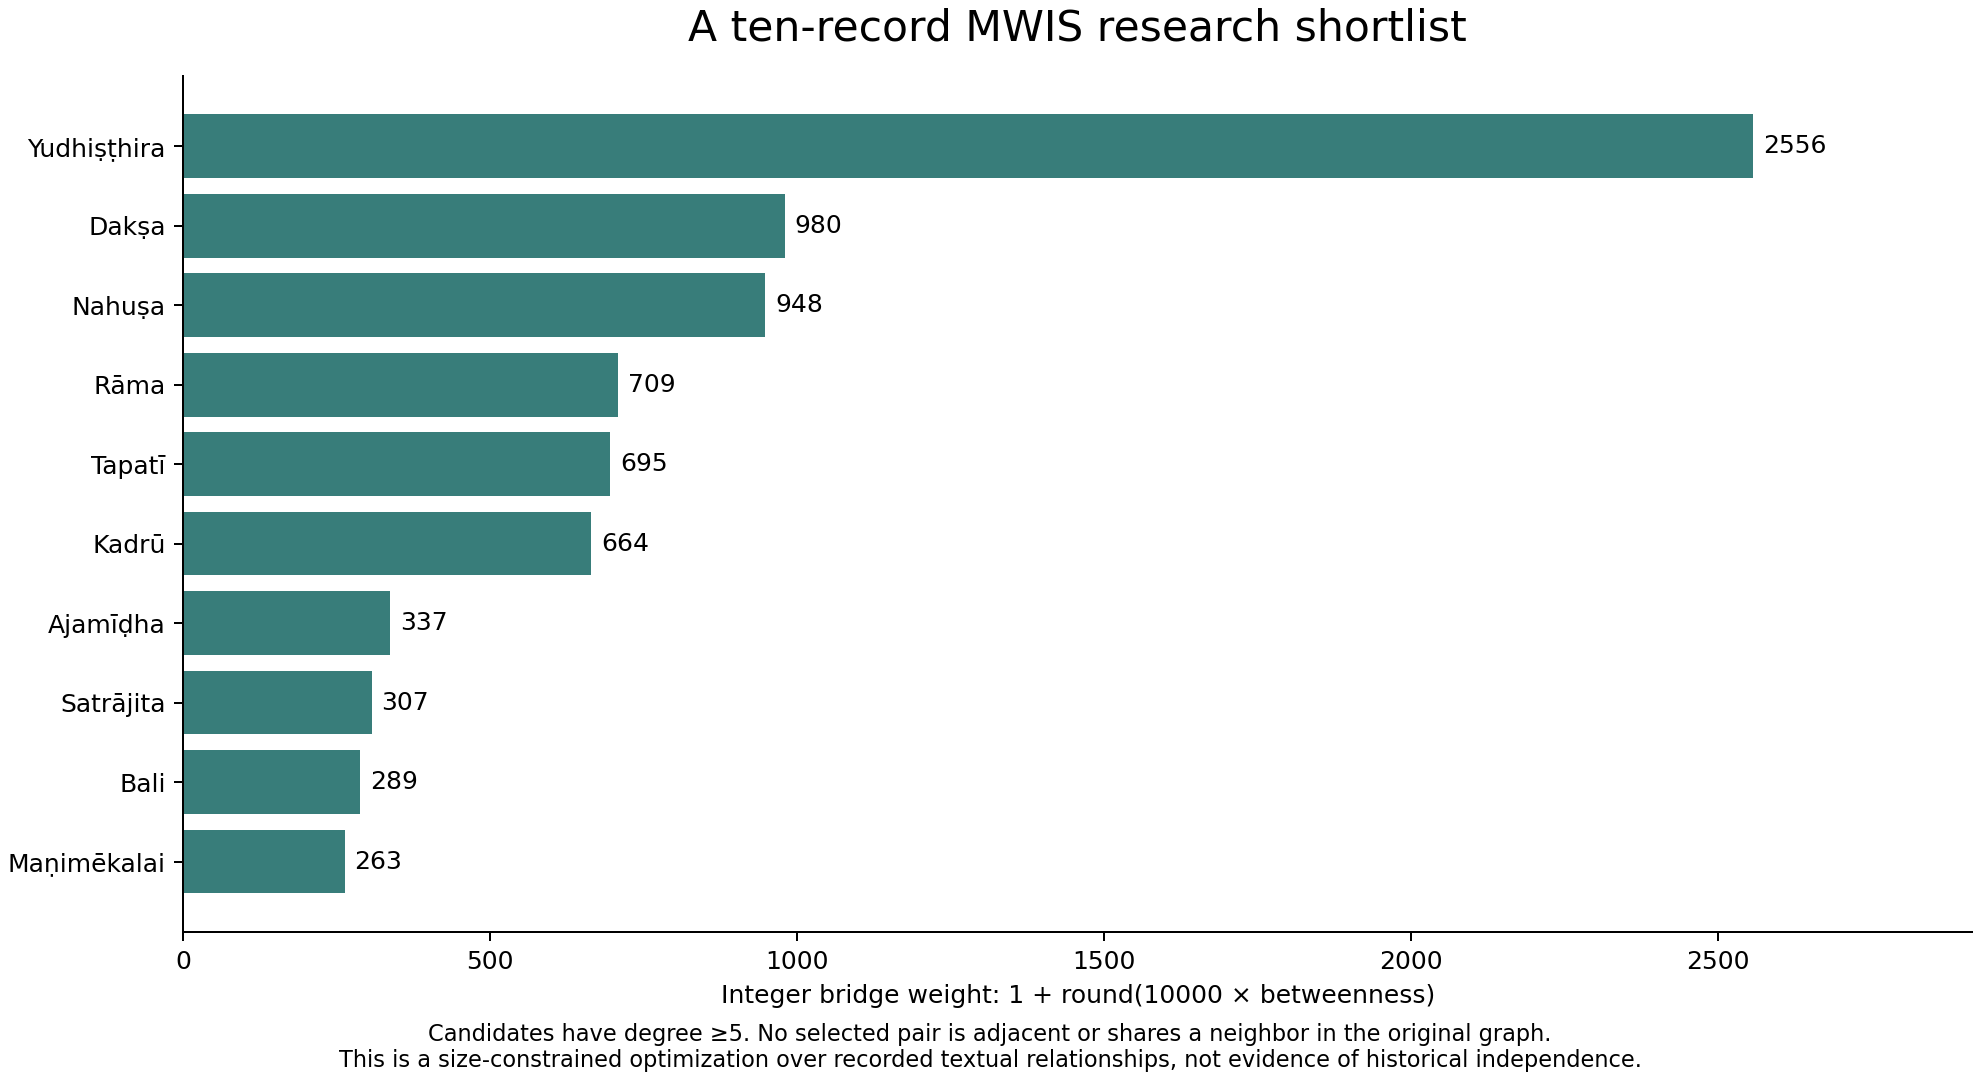 A ten-record MWIS research shortlist
Yudhiṣṭhira 2556
Dakṣa 980
Nahuṣa 948
Rāma 709
Tapatī 695
Kadrū 664
Ajamīḍha 337
Satrājita 307
Bali 289
Maṇimēkalai 263
0 500 1000 1500 2000 2500
Integer bridge weight: 1 + round(10000 × betweenness)
Candidates have degree ≥5. No selected pair is adjacent or shares a neighbor in the original graph.
This is a size-constrained optimization over recorded textual relationships, not evidence of historical independence.